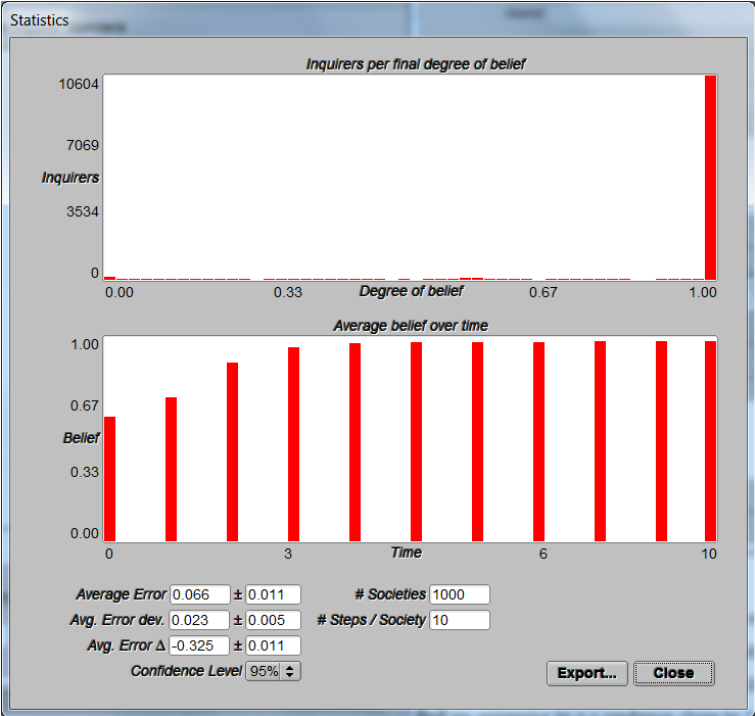 Statistics
Inquirers per final degree of belief
10604
7069
Inquirers
3534
0
0.00 0.33 Degree of belief 0.67 1.00
Average belief over time
1.00
0.67
Belief
0.33
0.00
0 3 Time 6 10
Average Error 0.066 ± 0.011 # Societies 1000
Avg. Error dev. 0.023 ± 0.005 # Steps / Society 10
Avg. Error Δ -0.325 ± 0.011
Confidence Level 95% Export... Close